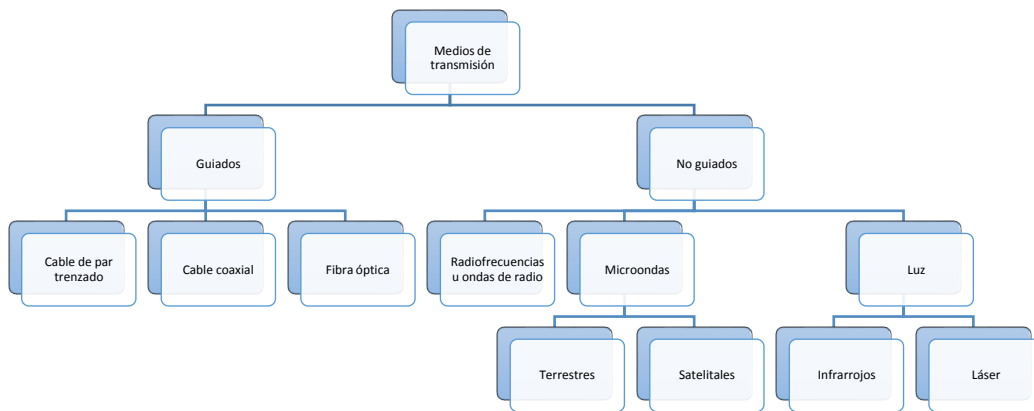 Medios de
transmisión
Guiados
No guiados
Cable de par
trenzado
Cable coaxial
Fibra óptica
Radiofrecuencias
u ondas de radio
Microondas
Luz
Terrestres
Satelitales
Infrarrojos
Láser